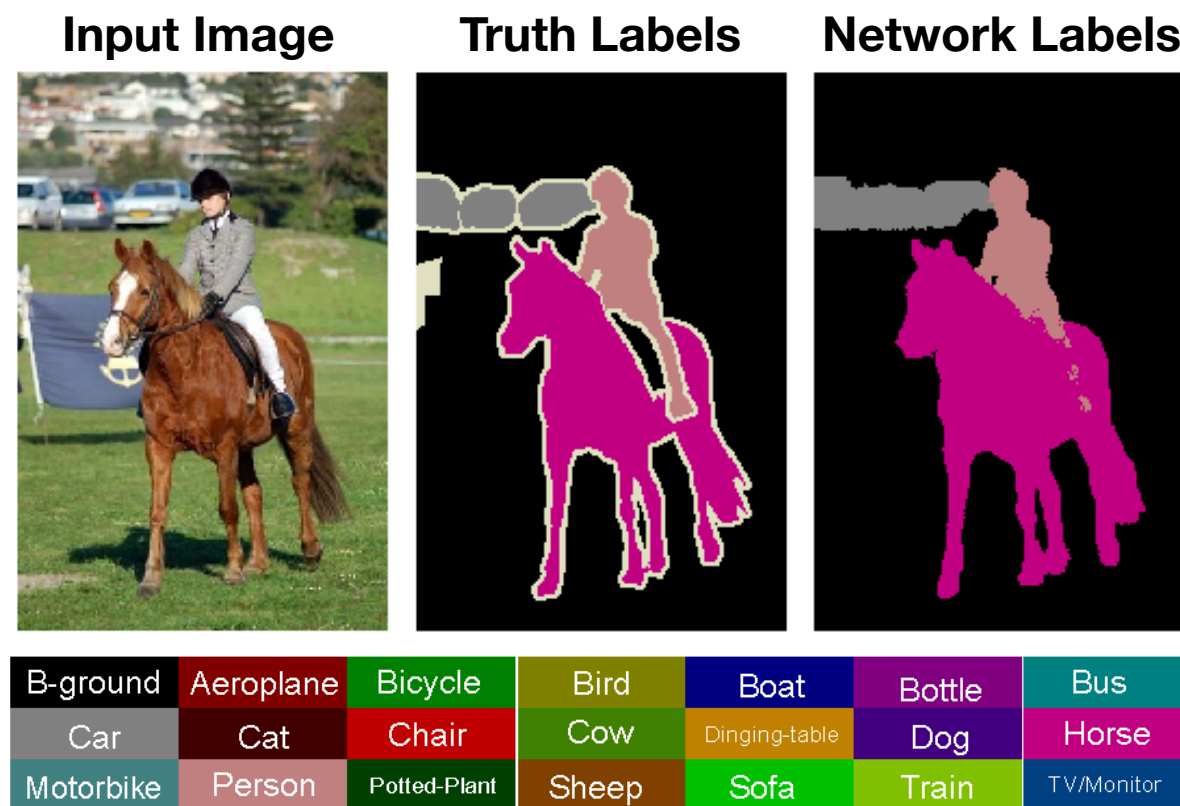 Input Image Truth Labels Network Labels
B-ground Aeroplane Bicycle Bird Boat Bottle Bus
Car Cat Chair Cow Dinging-table Dog Horse
Motorbike Person Potted-Plant Sheep Sofa Train TV/Monitor